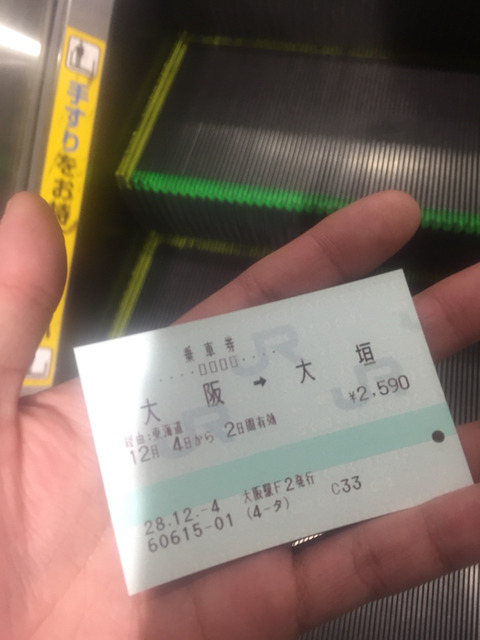 手すりをお持
乗車券
····□□□□····
大阪 ➡ 大垣
経由:東海道
¥2,590
12月 4日から 2日間有効
28.12.-4 大阪駅F2発行
60615-01 (4-タ) C33
JR
JR